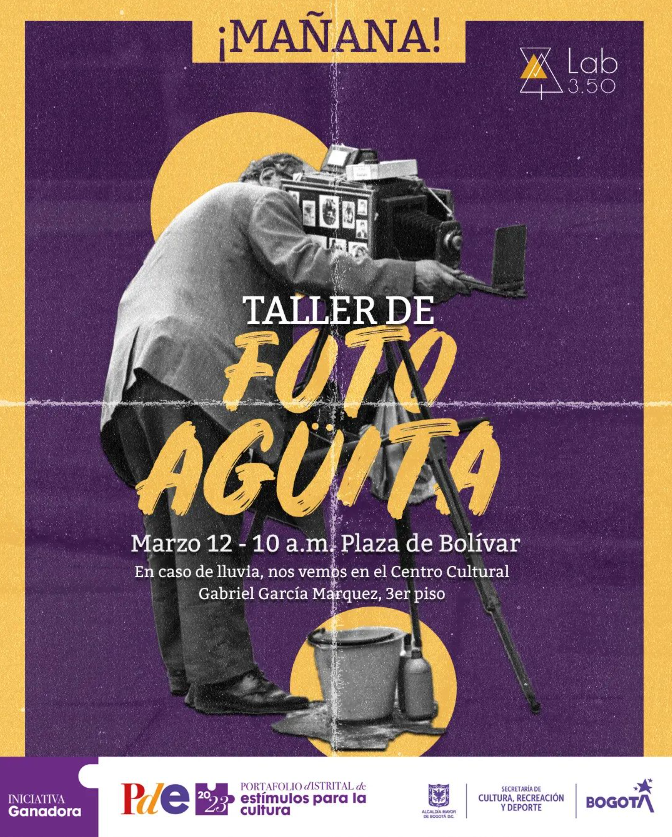 ¡MAÑANA!
Lab
3.50
TALLER DE
FOTO
AGÜITA
Marzo 12 - 10 a.m. Plaza de Bolívar
En caso de lluvia, nos vemos en el Centro Cultural
Gabriel García Marquez, 3er piso
INICIATIVA
Ganadora
PdE
2023
PORTAFOLIO dISTRITAL de
estímulos para la
cultura
ALCALDÍA MAYOR
DE BOGOTÁ D.C.
SECRETARÍA DE
CULTURA, RECREACIÓN
Y DEPORTE
BOGOTÁ